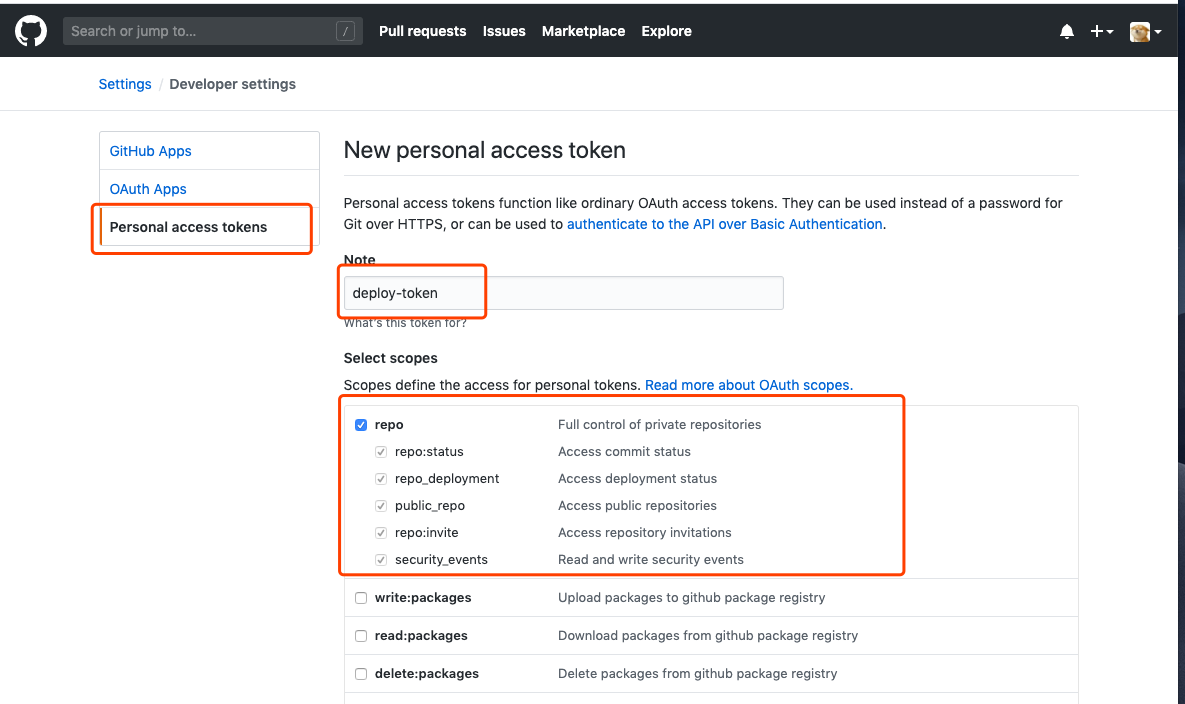 Search or jump to... /
Pull requests Issues Marketplace Explore
Settings / Developer settings
GitHub Apps
OAuth Apps
Personal access tokens
New personal access token
Personal access tokens function like ordinary OAuth access tokens. They can be used instead of a password for
Git over HTTPS, or can be used to authenticate to the API over Basic Authentication.
Note
deploy-token
What's this token for?
Select scopes
Scopes define the access for personal tokens. Read more about OAuth scopes.
repo Full control of private repositories
repo:status Access commit status
repo_deployment Access deployment status
public_repo Access public repositories
repo:invite Access repository invitations
security_events Read and write security events
write:packages Upload packages to github package registry
read:packages Download packages from github package registry
delete:packages Delete packages from github package registry